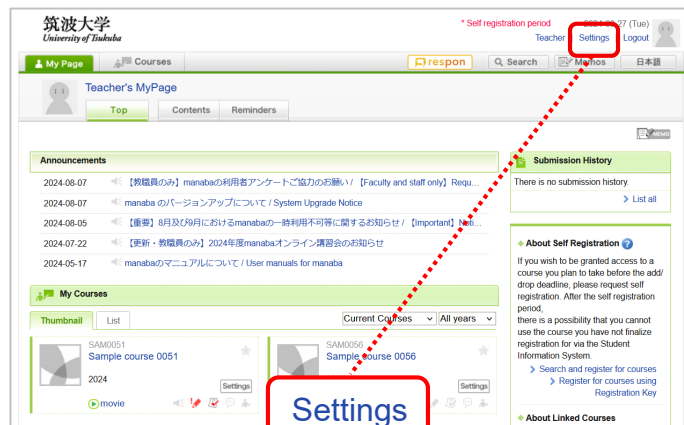 筑波大学
University of Tsukuba
* Self registration period
27 (Tue)
Teacher Settings Logout
My Page
Courses
respon
Search
Memos
日本語
Teacher's MyPage
Top
Contents
Reminders
MEMO
Announcements
2024-08-07 【教職員のみ】manabaの利用者アンケートご協力のお願い / 【Faculty and staff only】Requ...
2024-08-07 manaba のバージョンアップについて / System Upgrade Notice
2024-08-05 【重要】8月及び9月におけるmanabaの一時利用不可等に関するお知らせ / 【Important】Noti...
2024-07-22 【更新・教職員のみ】2024年度manabaオンライン講習会のお知らせ
2024-05-17 manabaのマニュアルについて / User manuals for manaba
My Courses
Thumbnail
List
Current Courses
All years
SAM0051
Sample course 0051
2024
Settings
movie
SAM0056
Sample course 0056
Settings
Settings
Submission History
There is no submission history.
List all
About Self Registration ?
If you wish to be granted access to a
course you plan to take before the add/
drop deadline, please request self
registration. After the self registration
period,
there is a possibility that you cannot
use the course you have not finalize
registration for via the Student
Information System.
Search and register for courses
Register for courses using
Registration Key
About Linked Courses